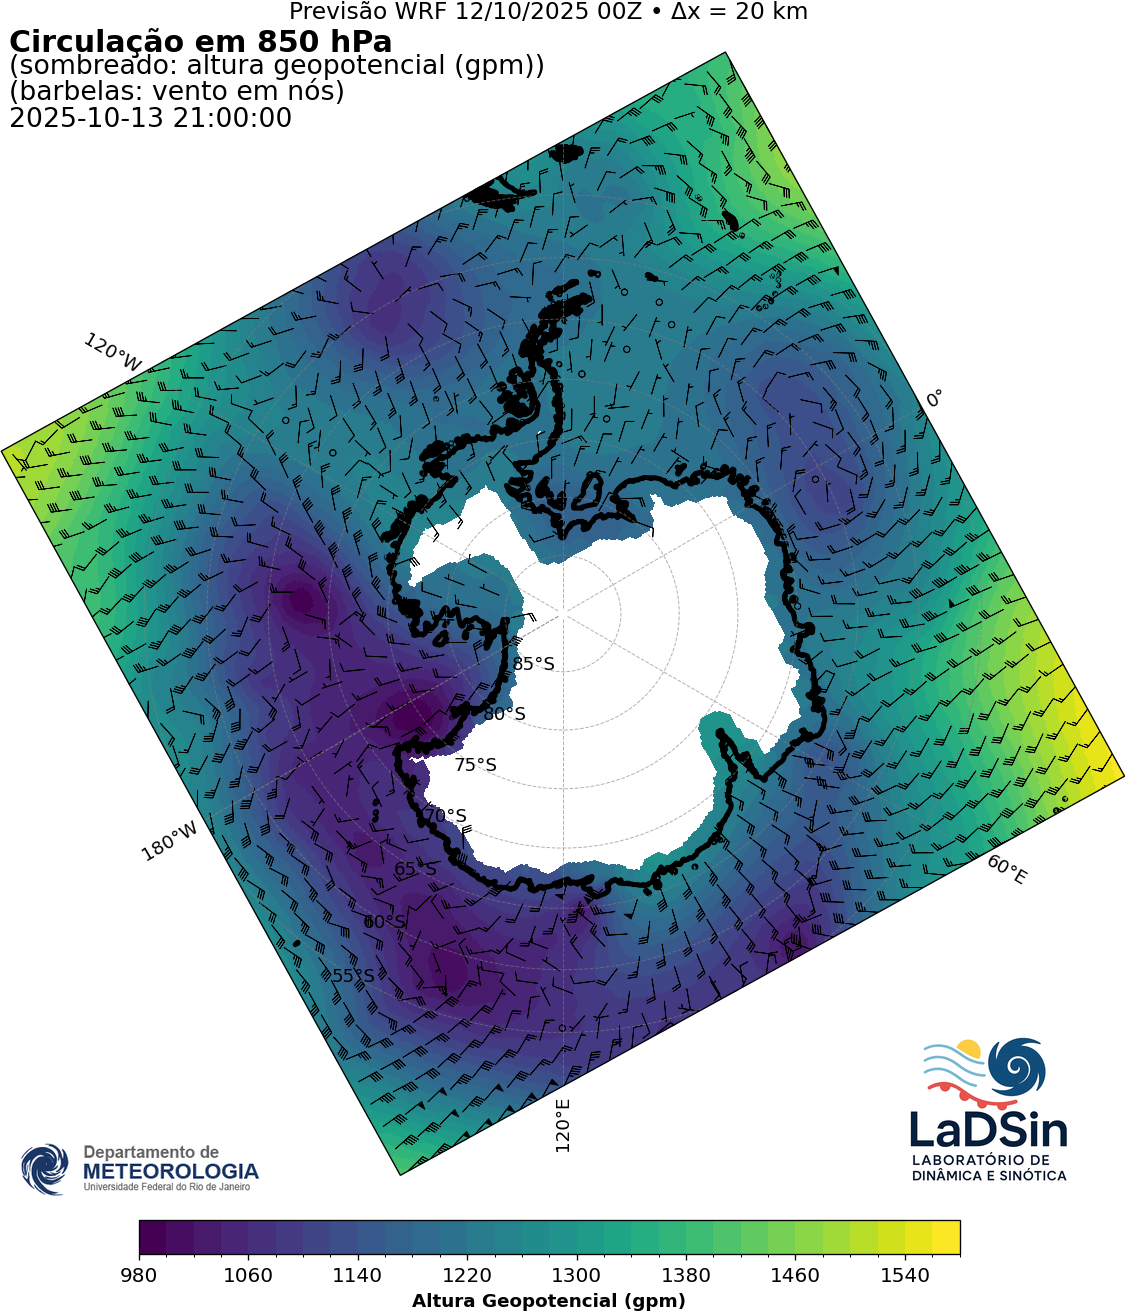 Previsão WRF 12/10/2025 00Z • Δx = 20 km
Circulação em 850 hPa
(sombreado: altura geopotencial (gpm))
(barbelas: vento em nós)
2025-10-13 21:00:00
120°W
0°
85°S
80°S
75°S
70°S
180°W
65°S
60°E
60°S
55°S
120°E
LaDSin
LABORATÓRIO DE
DINÂMICA E SINÓTICA
Departamento de
METEOROLOGIA
Universidade Federal do Rio de Janeiro
980 1060 1140 1220 1300 1380 1460 1540
Altura Geopotencial (gpm)